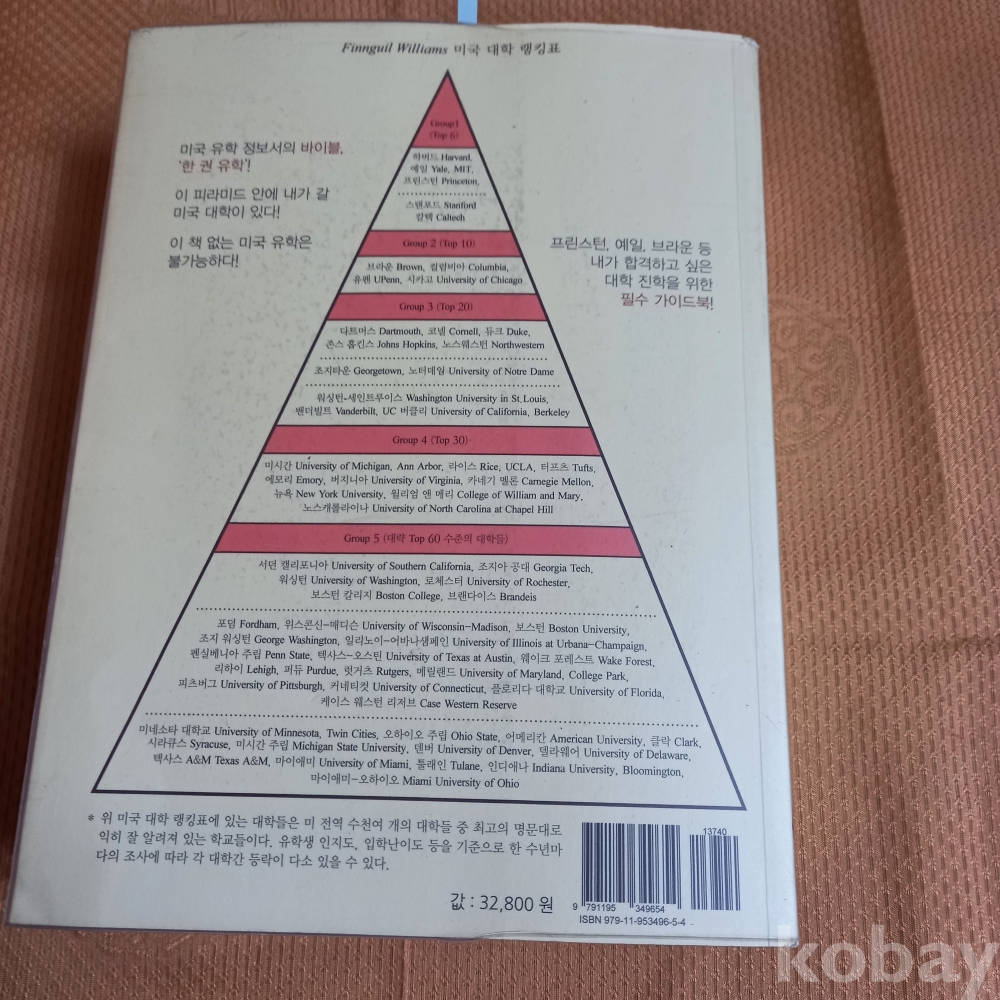 Finnguil Williams 미국 대학 랭킹표
Group1
(Top 6)
하버드 Harvard,
예일 Yale, MIT,
프린스턴 Princeton,
스탠포드 Stanford
칼텍 Caltech
미국 유학 정보서의 바이블,
'한 권 유학'!
이 피라미드 안에 내가 갈
미국 대학이 있다!
이 책 없는 미국 유학은
불가능하다!
프린스턴, 예일, 브라운 등
내가 합격하고 싶은
대학 진학을 위한
필수 가이드북!
Group 2 (Top 10)
브라운 Brown, 컬럼비아 Columbia,
유펜 UPenn, 시카고 University of Chicago
Group 3 (Top 20)
다트머스 Dartmouth, 코넬 Cornell, 듀크 Duke,
존스 홉킨스 Johns Hopkins, 노스웨스턴 Northwestern
조지타운 Georgetown, 노터데임 University of Notre Dame
워싱턴-세인트루이스 Washington University in St.Louis,
밴더빌트 Vanderbilt, UC 버클리 University of California, Berkeley
Group 4 (Top 30)
미시간 University of Michigan, Ann Arbor, 라이스 Rice, UCLA, 터프츠 Tufts,
에모리 Emory, 버지니아 University of Virginia, 카네기 멜론 Carnegie Mellon,
뉴욕 New York University, 윌리엄 앤 메리 College of William and Mary,
노스캐롤라이나 University of North Carolina at Chapel Hill
Group 5 (대략 Top 60 수준의 대학들)
서던 캘리포니아 University of Southern California, 조지아 공대 Georgia Tech,
워싱턴 University of Washington, 로체스터 University of Rochester,
보스턴 칼리지 Boston College, 브랜다이스 Brandeis
포덤 Fordham, 위스콘신-매디슨 University of Wisconsin-Madison, 보스턴 Boston University,
조지 워싱턴 George Washington, 일리노이-어바나샘페인 University of Illinois at Urbana-Champaign,
펜실베니아 주립 Penn State, 텍사스-오스틴 University of Texas at Austin, 웨이크 포레스트 Wake Forest,
리하이 Lehigh, 퍼듀 Purdue, 럿거츠 Rutgers, 메릴랜드 University of Maryland, College Park,
피츠버그 University of Pittsburgh, 커네티컷 University of Connecticut, 플로리다 대학교 University of Florida,
케이스 웨스턴 리저브 Case Western Reserve
미네소타 대학교 University of Minnesota, Twin Cities, 오하이오 주립 Ohio State, 어메리칸 American University, 클락 Clark,
시라큐스 Syracuse, 미시간 주립 Michigan State University, 덴버 University of Denver, 델라웨어 University of Delaware,
텍사스 A&M Texas A&M, 마이애미 University of Miami, 툴래인 Tulane, 인디애나 Indiana University, Bloomington,
마이애미-오하이오 Miami University of Ohio
* 위 미국 대학 랭킹표에 있는 대학들은 미 전역 수천여 개의 대학들 중 최고의 명문대로
익히 잘 알려져 있는 학교들이다. 유학생 인지도, 입학난이도 등을 기준으로 한 수년마
다의 조사에 따라 각 대학간 등락이 다소 있을 수 있다.
값 : 32,800 원
13740
9 791195 349654
ISBN 979-11-953496-5-4
kobay